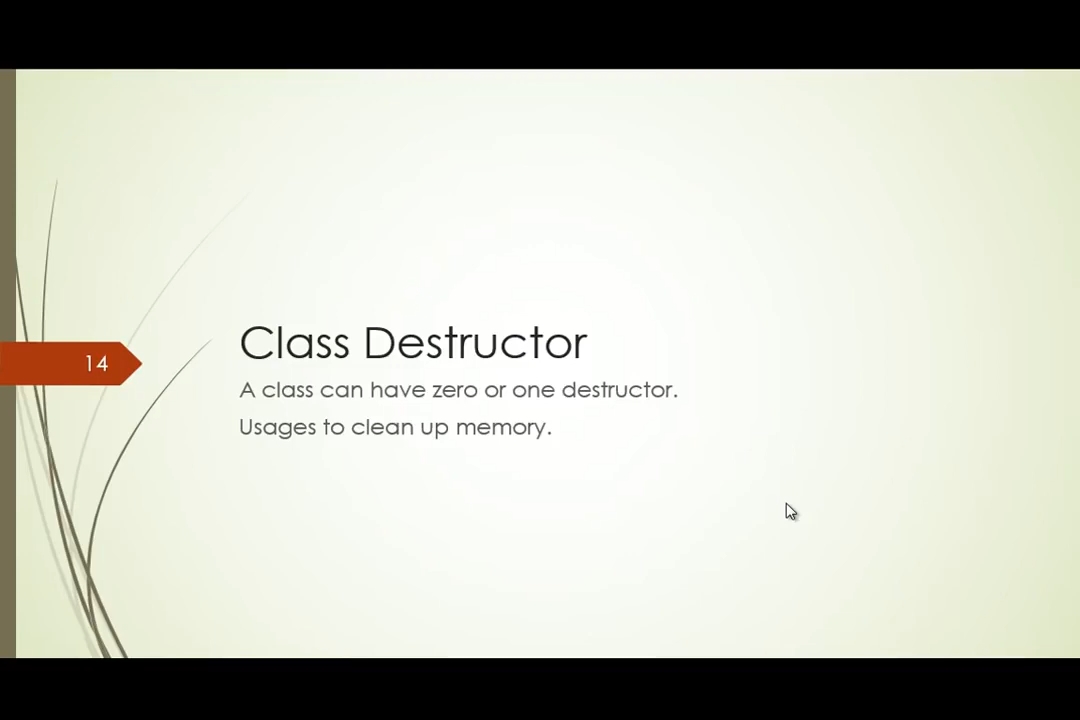 Class Destructor
14
A class can have zero or one destructor.
Usages to clean up memory.